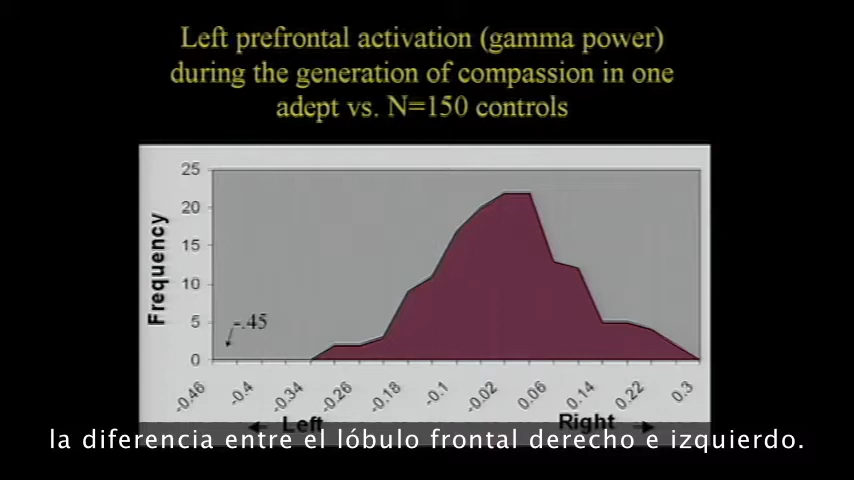 Left prefrontal activation (gamma power)
during the generation of compassion in one
adept vs. N=150 controls
Frequency
25
20
15
10
5
0
-.45
-0.46
-0.4
-0.34
-0.26
-0.18
-0.1
-0.02
0.06
0.14
0.22
0.3
Left
Right
la diferencia entre el lóbulo frontal derecho e izquierdo.